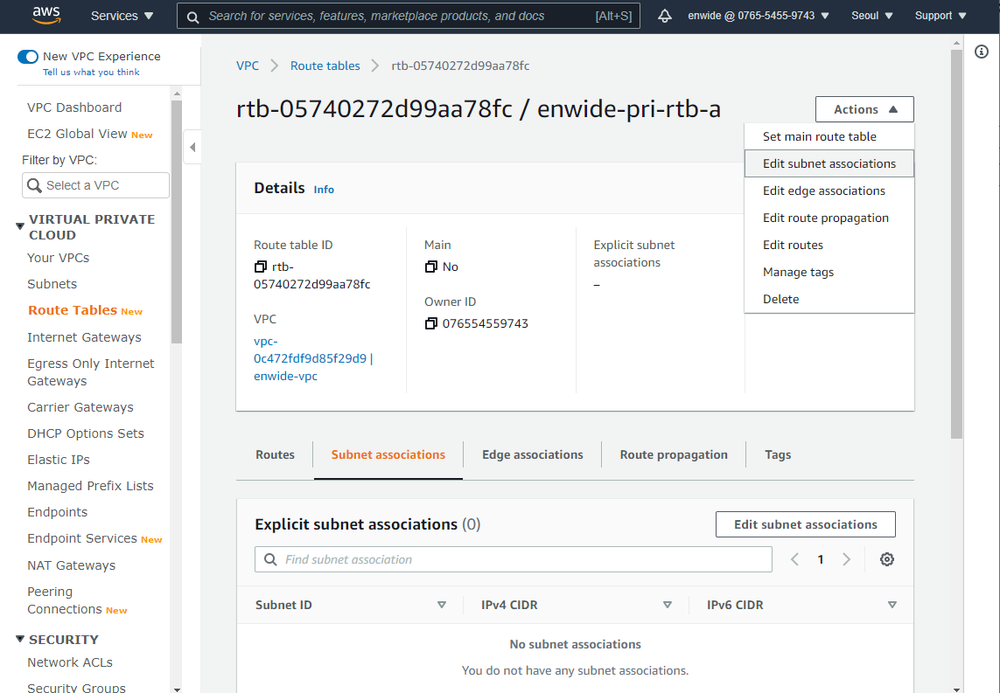 aws
Services
Search for services, features, marketplace products, and docs
[Alt+S]
enwide @ 0765-5455-9743
Seoul
Support
New VPC Experience
Tell us what you think
VPC Dashboard
EC2 Global View New
Filter by VPC:
Select a VPC
VIRTUAL PRIVATE
CLOUD
Your VPCs
Subnets
Route Tables New
Internet Gateways
Egress Only Internet
Gateways
Carrier Gateways
DHCP Options Sets
Elastic IPs
Managed Prefix Lists
Endpoints
Endpoint Services New
NAT Gateways
Peering
Connections New
SECURITY
Network ACLs
Security Groups
VPC
Route tables
rtb-05740272d99aa78fc
rtb-05740272d99aa78fc / enwide-pri-rtb-a
Actions
Set main route table
Edit subnet associations
Edit edge associations
Edit route propagation
Edit routes
Manage tags
Delete
Details Info
Route table ID
rtb-
05740272d99aa78fc
VPC
vpc-
0c472fdf9d85f29d9 |
enwide-vpc
Main
No
Owner ID
076554559743
Explicit subnet
associations
–
Routes
Subnet associations
Edge associations
Route propagation
Tags
Explicit subnet associations (0)
Edit subnet associations
Find subnet association
1
Subnet ID
IPv4 CIDR
IPv6 CIDR
No subnet associations
You do not have any subnet associations.